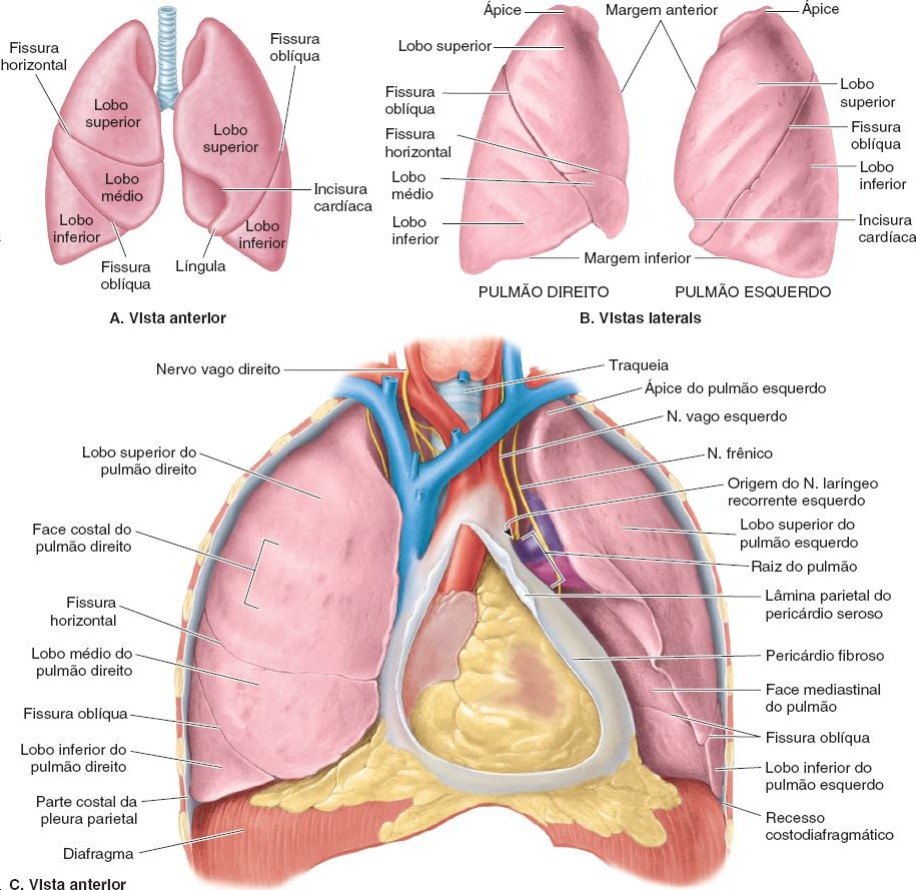 Fissura
horizontal
Lobo
superior
Lobo
médio
Lobo
inferior
Fissura
oblíqua
Fissura
oblíqua
Lobo
superior
Incisura
cardíaca
Língula
Lobo
inferior
A. Vista anterior
Ápice
Margem anterior
Ápice
Lobo superior
Fissura
oblíqua
Fissura
horizontal
Lobo
médio
Lobo
inferior
Lobo
superior
Fissura
oblíqua
Lobo
inferior
Incisura
cardíaca
Margem inferior
PULMÃO DIREITO
PULMÃO ESQUERDO
B. Vistas laterais
Nervo vago direito
Lobo superior do
pulmão direito
Face costal do
pulmão direito
Fissura
horizontal
Lobo médio do
pulmão direito
Fissura oblíqua
Lobo inferior do
pulmão direito
Parte costal da
pleura parietal
Diafragma
Traqueia
Ápice do pulmão esquerdo
N. vago esquerdo
N. frênico
Origem do N. laríngeo
recorrente esquerdo
Lobo superior do
pulmão esquerdo
Raiz do pulmão
Lâmina parietal do
pericárdio seroso
Pericárdio fibroso
Face mediastinal
do pulmão
Fissura oblíqua
Lobo inferior do
pulmão esquerdo
Recesso
costodiafragmático
C. Vista anterior